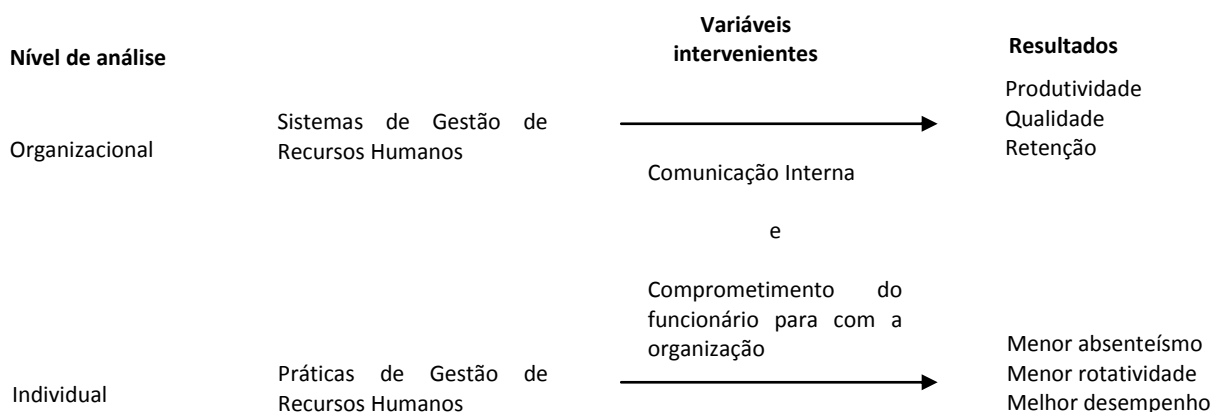 Nível de análise
Variáveis
intervenientes
Resultados
Organizacional
Sistemas de Gestão de
Recursos Humanos
Produtividade
Qualidade
Retenção
Comunicação Interna
e
Comprometimento do
funcionário para com a
organização
Individual
Práticas de Gestão de
Recursos Humanos
Menor absenteísmo
Menor rotatividade
Melhor desempenho